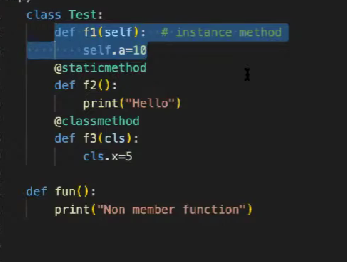 class Test:
    def f1(self):  # instance method
        self.a=10
    @staticmethod
    def f2():
        print("Hello")
    @classmethod
    def f3(cls):
        cls.x=5

def fun():
    print("Non member function")